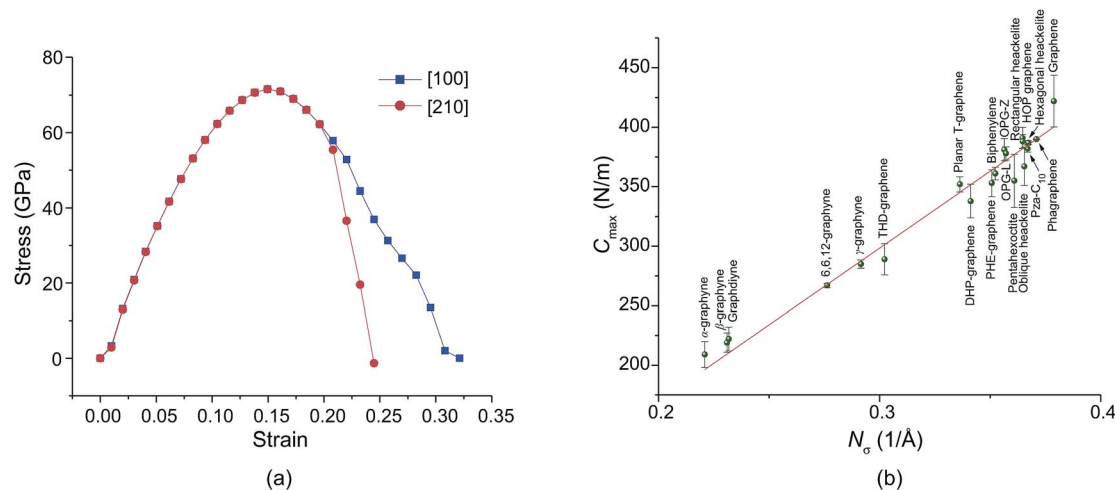 80
60
40
20
0
Stress (GPa)
0.00 0.05 0.10 0.15 0.20 0.25 0.30 0.35
Strain
[100]
[210]
(a)
450
400
350
300
250
200
C max (N/m)
0.2 0.3 0.4
Nσ (1/Å)
α-graphyne
β-graphyne
Graphdiyne
6,6,12-graphyne
γ-graphyne
THD-graphene
Planar T-graphene
DHP-graphene
PHE-graphene
Biphenylene
OPG-L
OPG-Z
Pentahexoctite
Rectangular heackelite
Oblique heackelite
HOP graphene
Hexagonal heackelite
Pza-C10
Phagraphene
Graphene
(b)